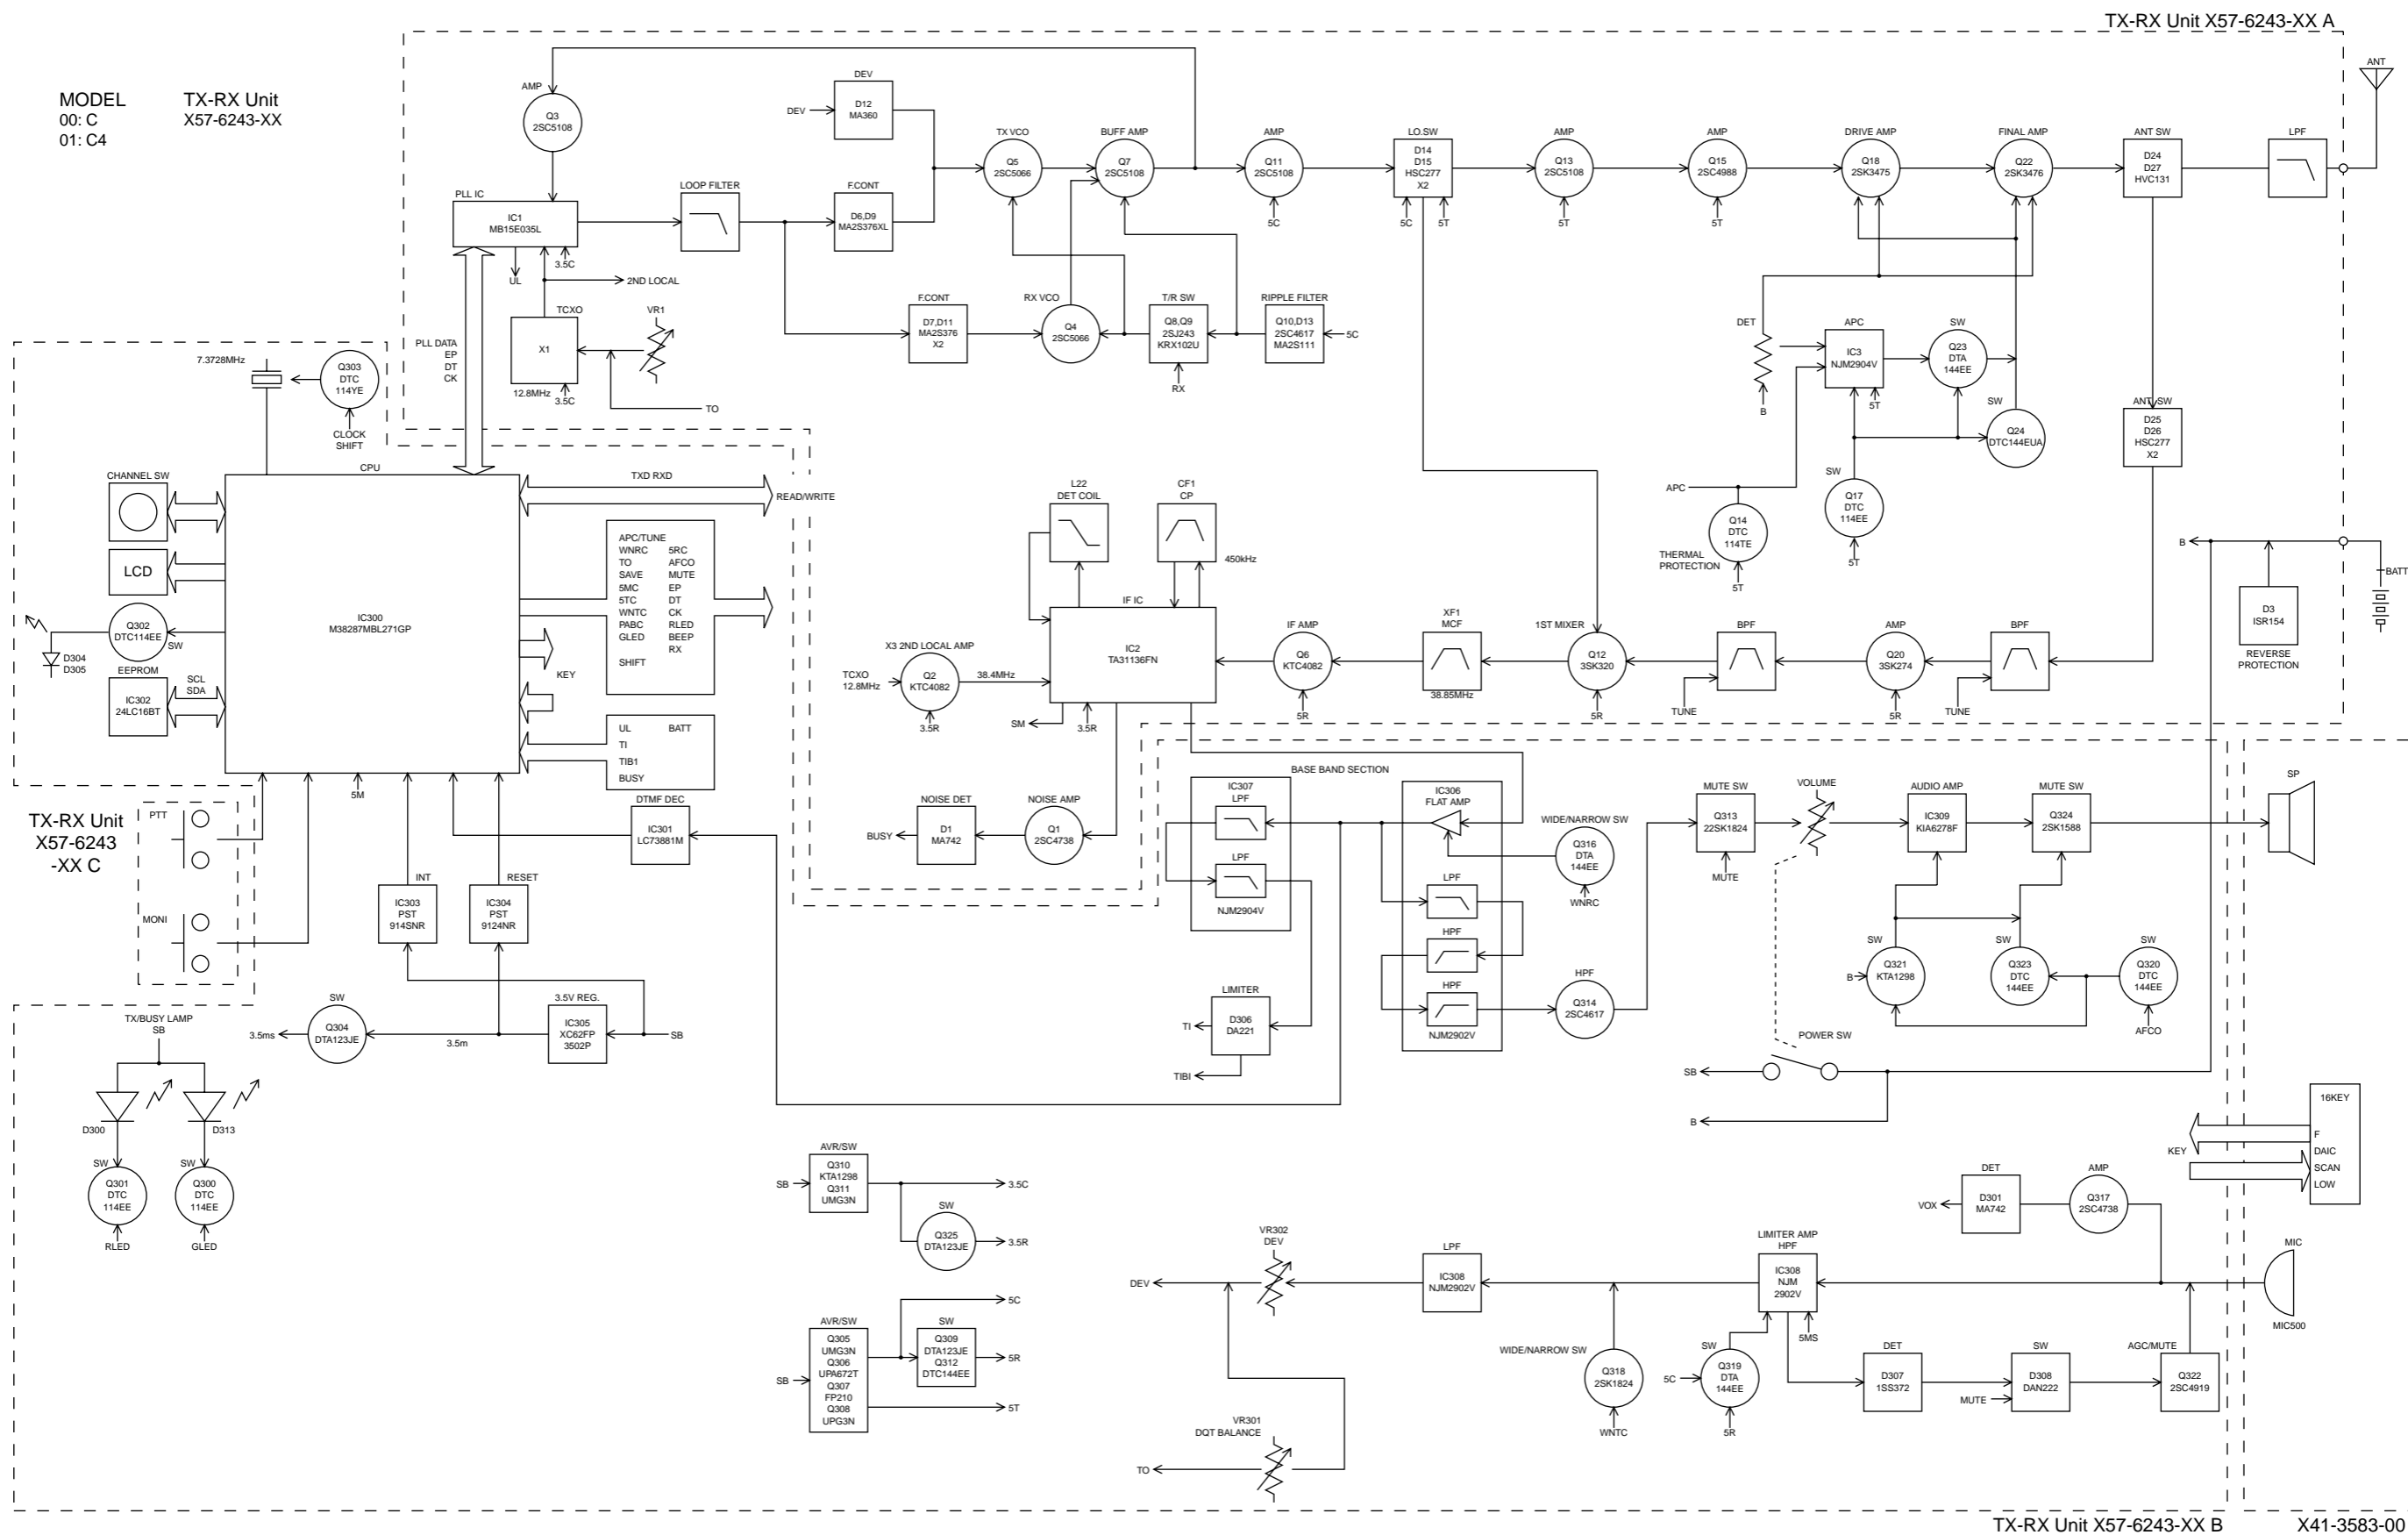 TX-RX Unit X57-6243-XX A
MODEL
00: C
01: C4
TX-RX Unit
X57-6243-XX
AMP
Q3
2SC5108
DEV
DEV
D12
MA360
TX VCO
Q5
2SC5066
BUFF AMP
Q7
2SC5108
AMP
Q11
2SC5108
5C
LO.SW
D14
D15
HSC277
X2
5C
5T
AMP
Q13
2SC5108
5T
AMP
Q15
2SC4988
5T
DRIVE AMP
Q18
2SK3475
FINAL AMP
Q22
2SK3476
ANT SW
D24
D27
HVC131
LPF
ANT
PLL IC
IC1
MB15E035L
UL
3.5C
2ND LOCAL
LOOP FILTER
F.CONT
D6,D9
MA2S376XL
TCXO
X1
12.8MHz
3.5C
VR1
TO
F.CONT
D7,D11
MA2S376
X2
RX VCO
Q4
2SC5066
T/R SW
Q8,Q9
2SJ243
KRX102U
RX
RIPPLE FILTER
Q10,D13
2SC4617
MA2S111
5C
DET
B
APC
IC3
NJM2904V
5T
SW
Q23
DTA
144EE
SW
Q24
DTC144EUA
SW
Q17
DTC
114EE
5T
APC
Q14
DTC
114TE
THERMAL
PROTECTION
5T
ANT SW
D25
D26
HSC277
X2
PLL DATA
EP
DT
CK
7.3728MHz
Q303
DTC
114YE
CLOCK
SHIFT
CHANNEL SW
LCD
Q302
DTC114EE
SW
D304
D305
EEPROM
IC302
24LC16BT
SCL
SDA
CPU
IC300
M38287MBL271GP
TXD RXD
READ/WRITE
APC/TUNE
WNRC 5RC
TO AFCO
SAVE MUTE
5MC EP
5TC DT
WNTC CK
PABC RLED
GLED BEEP
RX
SHIFT
KEY
UL BATT
TI
TIB1
BUSY
5M
L22
DET COIL
CF1
CP
450kHz
IF IC
IC2
TA31136FN
X3 2ND LOCAL AMP
TCXO
12.8MHz
Q2
KTC4082
38.4MHz
3.5R
SM
3.5R
IF AMP
Q6
KTC4082
5R
XF1
MCF
38.85MHz
1ST MIXER
Q12
3SK320
5R
BPF
TUNE
AMP
Q20
3SK274
5R
BPF
TUNE
B
D3
ISR154
REVERSE
PROTECTION
BATT
TX-RX Unit
X57-6243
-XX C
PTT
MONI
INT
IC303
PST
914SNR
RESET
IC304
PST
9124NR
DTMF DEC
IC301
LC73881M
NOISE DET
BUSY
D1
MA742
NOISE AMP
Q1
2SC4738
BASE BAND SECTION
IC307
LPF
LPF
NJM2904V
IC306
FLAT AMP
LPF
HPF
HPF
NJM2902V
WIDE/NARROW SW
Q316
DTA
144EE
WNRC
HPF
Q314
2SC4617
LIMITER
D306
DA221
TI
TIBI
MUTE SW
Q313
22SK1824
MUTE
VOLUME
AUDIO AMP
IC309
KIA6278F
MUTE SW
Q324
2SK1588
SP
SW
B
Q321
KTA1298
SW
Q323
DTC
144EE
SW
Q320
DTC
144EE
AFCO
POWER SW
SB
B
TX/BUSY LAMP
SB
D300
D313
SW
Q301
DTC
114EE
RLED
SW
Q300
DTC
114EE
GLED
SW
3.5ms
Q304
DTA123JE
3.5m
3.5V REG.
IC305
XC62FP
3502P
SB
AVR/SW
SB
Q310
KTA1298
Q311
UMG3N
3.5C
SW
Q325
DTA123JE
3.5R
AVR/SW
SB
Q305
UMG3N
Q306
UPA672T
Q307
FP210
Q308
UPG3N
5C
SW
Q309
DTA123JE
Q312
DTC144EE
5R
5T
DEV
VR302
DEV
VR301
DQT BALANCE
TO
LPF
IC308
NJM2902V
WIDE/NARROW SW
Q318
2SK1824
WNTC
LIMITER AMP
HPF
IC308
NJM
2902V
5MS
5C
SW
Q319
DTA
144EE
5R
DET
VOX
D301
MA742
AMP
Q317
2SC4738
DET
D307
1SS372
SW
D308
DAN222
MUTE
AGC/MUTE
Q322
2SC4919
MIC
MIC500
KEY
16KEY
F
DAIC
SCAN
LOW
TX-RX Unit X57-6243-XX B
X41-3583-00